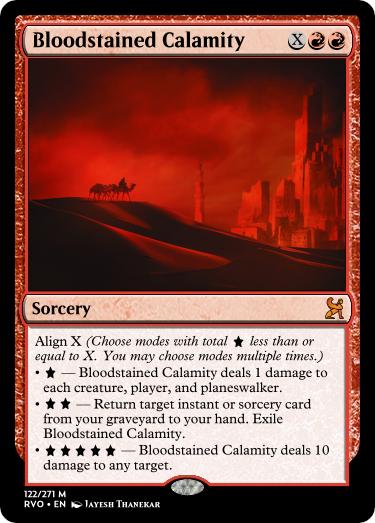 Bloodstained Calamity X
Sorcery
Align X (Choose modes with total ★ less than or
equal to X. You may choose modes multiple times.)
• ★ — Bloodstained Calamity deals 1 damage to
each creature, player, and planeswalker.
• ★ ★ — Return target instant or sorcery card
from your graveyard to your hand. Exile
Bloodstained Calamity.
• ★ ★ ★ ★ ★ — Bloodstained Calamity deals 10
damage to any target.
122/271 M
RVO • EN Jayesh Thanekar